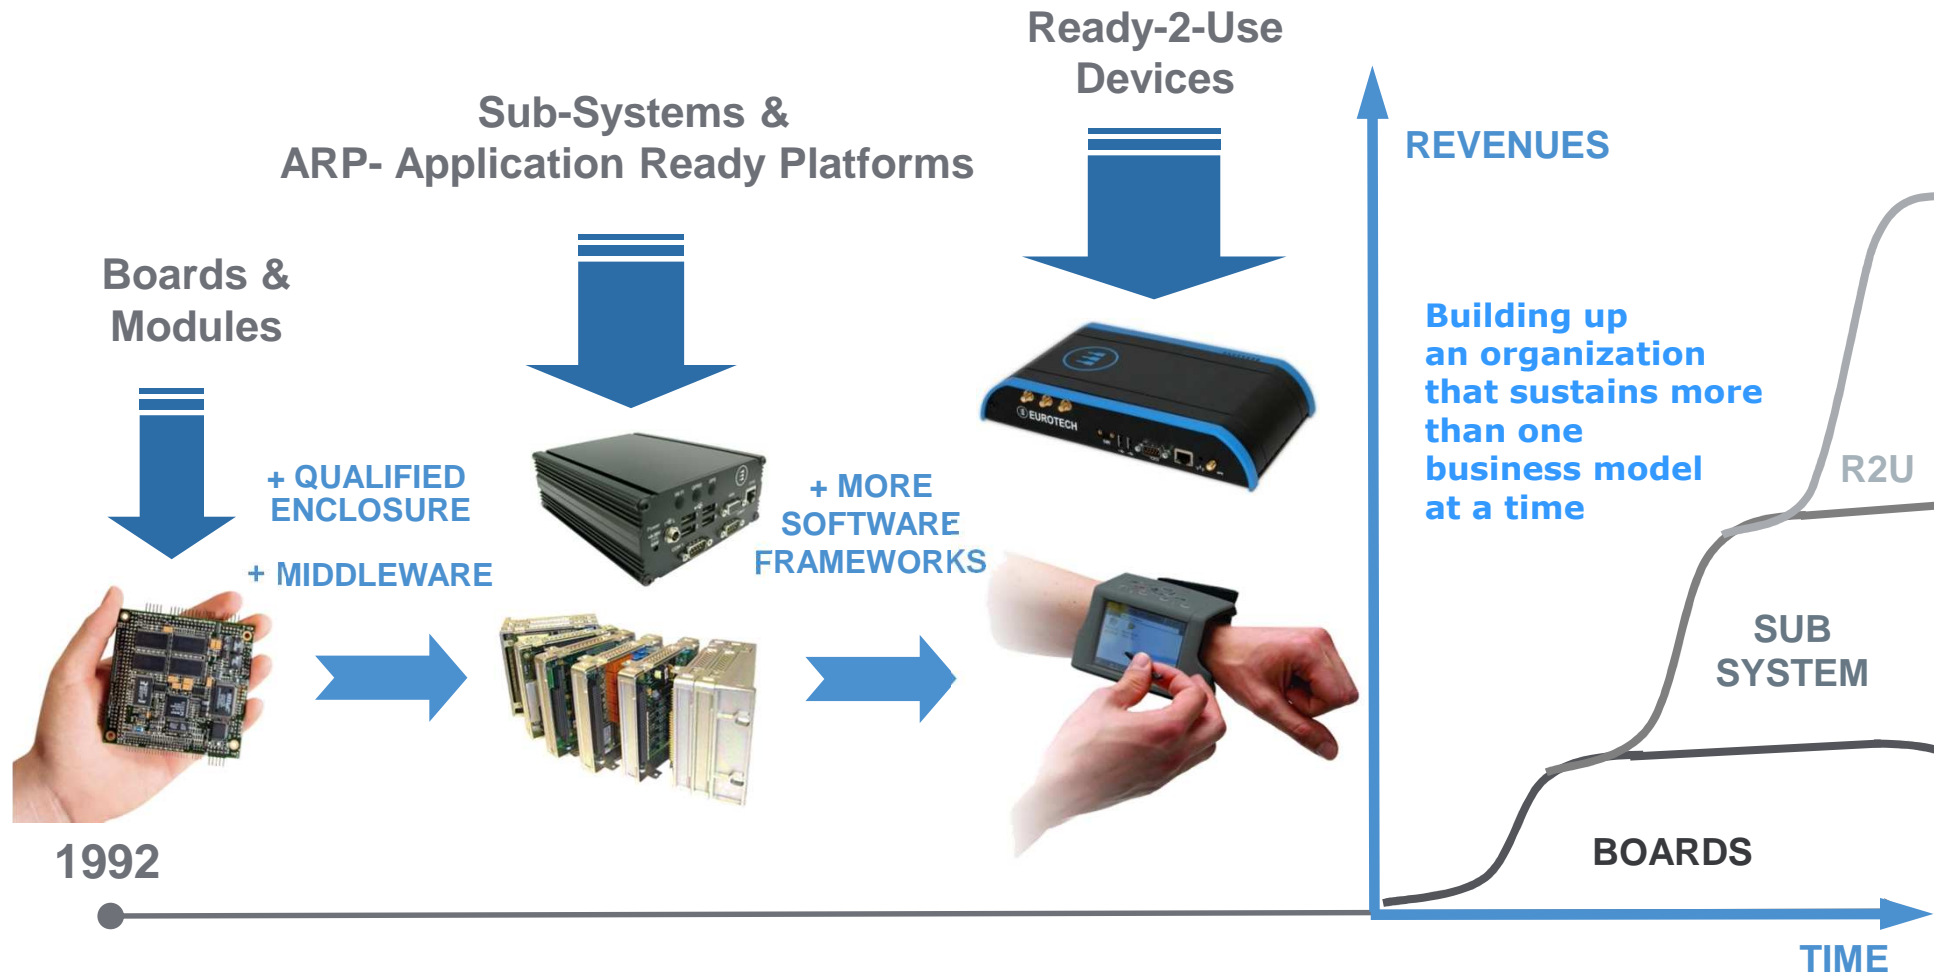 Ready-2-Use
Devices
Sub-Systems &
ARP- Application Ready Platforms
Boards &
Modules
+ QUALIFIED
ENCLOSURE
+ MIDDLEWARE
+ MORE
SOFTWARE
FRAMEWORKS
EUROTECH
1992
REVENUES
Building up
an organization
that sustains more
than one
business model
at a time
R2U
SUB
SYSTEM
BOARDS
TIME